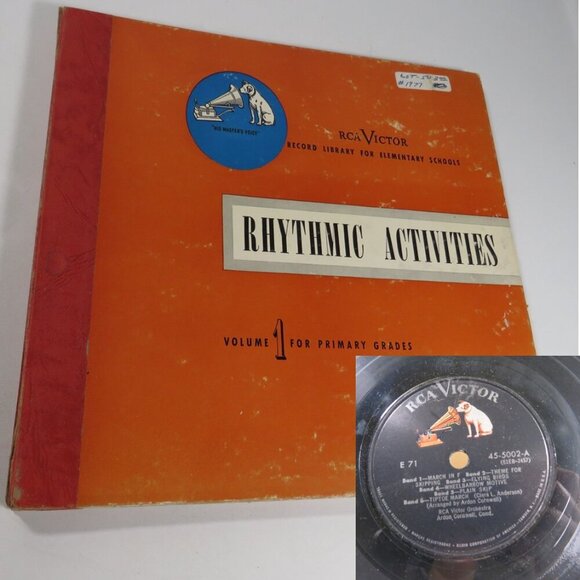 #1977
"HIS MASTER'S VOICE"
RCA VICTOR
RECORD LIBRARY FOR ELEMENTARY SCHOOLS
RHYTHMIC ACTIVITIES
VOLUME 1 FOR PRIMARY GRADES
RCA VICTOR
E 71
45-5002-A
(E2EB-3457)
Band 1—MARCH IN F Band 2—THEME FOR
SKIPPING Band 3—FLYING BIRDS
Band 4—WHEELBARROW MOTIVE
Band 5—PLAIN SKIP
Band 6—TIPTOE MARCH (Clara L. Anderson)
(Arranged by Ardon Cornwell)
RCA Victor Orchestra
Ardon Cornwell, Cond.